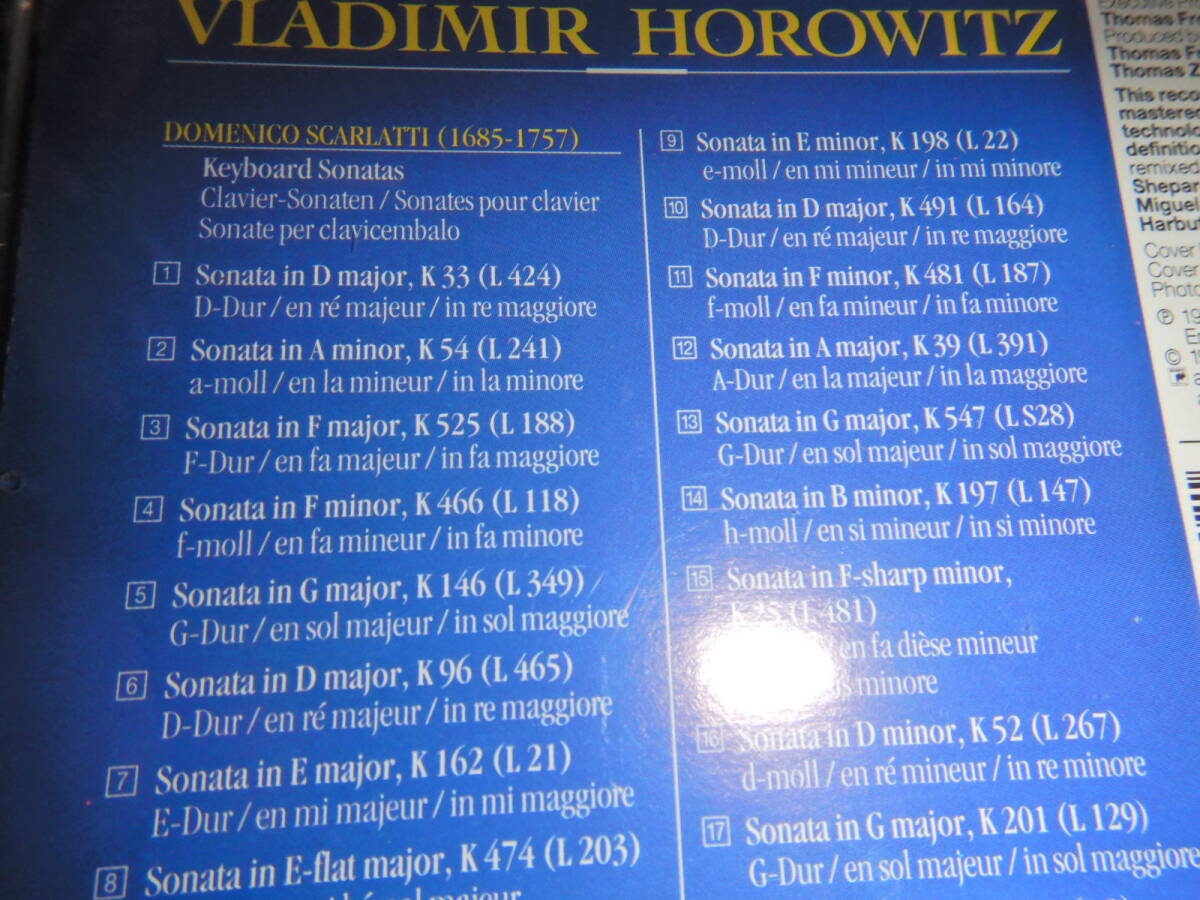 VLADIMIR HOROWITZ
DOMENICO SCARLATTI (1685-1757)
Keyboard Sonatas
Clavier-Sonaten / Sonates pour clavier
Sonate per clavicembalo
1 Sonata in D major, K 33 (L 424)
D-Dur / en ré majeur / in re maggiore
2 Sonata in A minor, K 54 (L 241)
a-moll / en la mineur / in la minore
3 Sonata in F major, K 525 (L 188)
F-Dur / en fa majeur / in fa maggiore
4 Sonata in F minor, K 466 (L 118)
f-moll / en fa mineur / in fa minore
5 Sonata in G major, K 146 (L 349) /
G-Dur / en sol majeur / in sol maggiore
6 Sonata in D major, K 96 (L 465)
D-Dur / en ré majeur / in re maggiore
7 Sonata in E major, K 162 (L 21)
E-Dur / en mi majeur / in mi maggiore
8 Sonata in E-flat major, K 474 (L 203)
majeur
9 Sonata in E minor, K 198 (L 22)
e-moll / en mi mineur / in mi minore
10 Sonata in D major, K 491 (L 164)
D-Dur / en ré majeur / in re maggiore
11 Sonata in F minor, K 481 (L 187)
f-moll / en fa mineur / in fa minore
12 Sonata in A major, K 39 (L 391)
A-Dur / en la majeur / in la maggiore
13 Sonata in G major, K 547 (L S28)
G-Dur / en sol majeur / in sol maggiore
14 Sonata in B minor, K 197 (L 147)
h-moll / en si mineur / in si minore
15 Sonata in F-sharp minor,
K 25 (L 481)
en fa dièse mineur
minore
16 Sonata in D minor, K 52 (L 267)
d-moll / en ré mineur / in re minore
17 Sonata in G major, K 201 (L 129)
G-Dur / en sol majeur / in sol maggiore
Thomas
Produced
Thomas
Thomas Z
This reco
mastered
technolo
definitio
remixed
Shepar
Miguel
Harbut
Cover
Cover
Photo
℗ 19
©